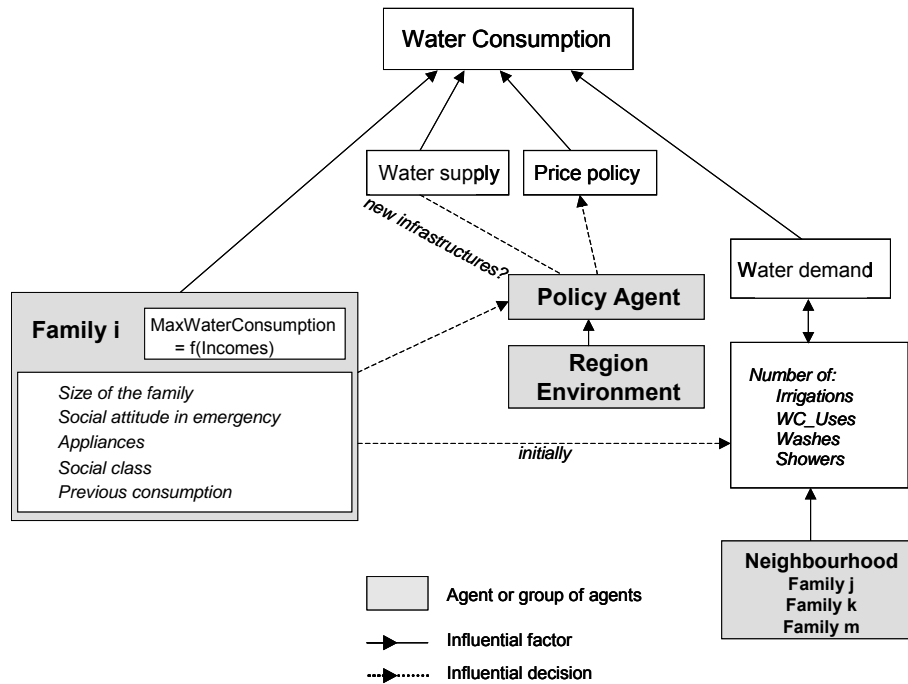 Water Consumption
Water supply
Price policy
new infrastructures?
Water demand
Policy Agent
Family i
MaxWaterConsumption
= f(Incomes)
Region
Environment
Size of the family
Social attitude in emergency
Appliances
Social class
Previous consumption
initially
Number of:
Irrigations
WC_Uses
Washes
Showers
Neighbourhood
Family j
Family k
Family m
Agent or group of agents
Influential factor
Influential decision